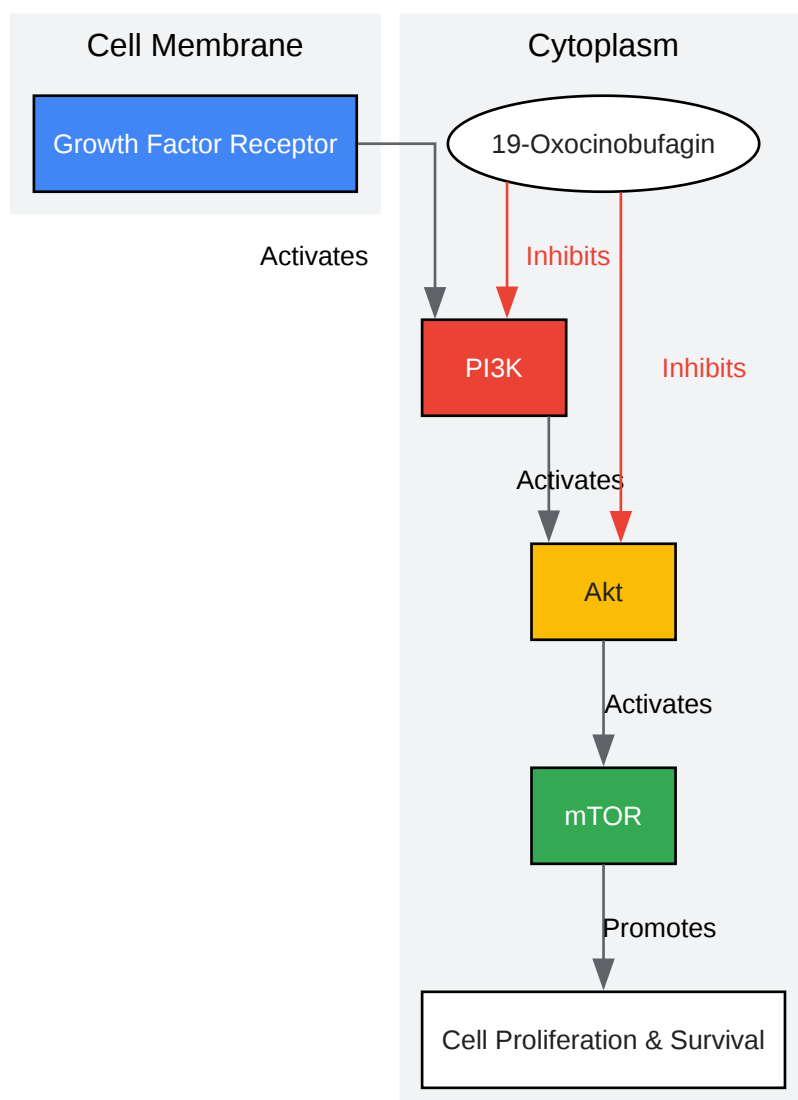 Cell Membrane
Cytoplasm
Growth Factor Receptor
19-Oxocinobufagin
Activates
Inhibits
PI3K
Inhibits
Activates
Akt
Activates
mTOR
Promotes
Cell Proliferation & Survival